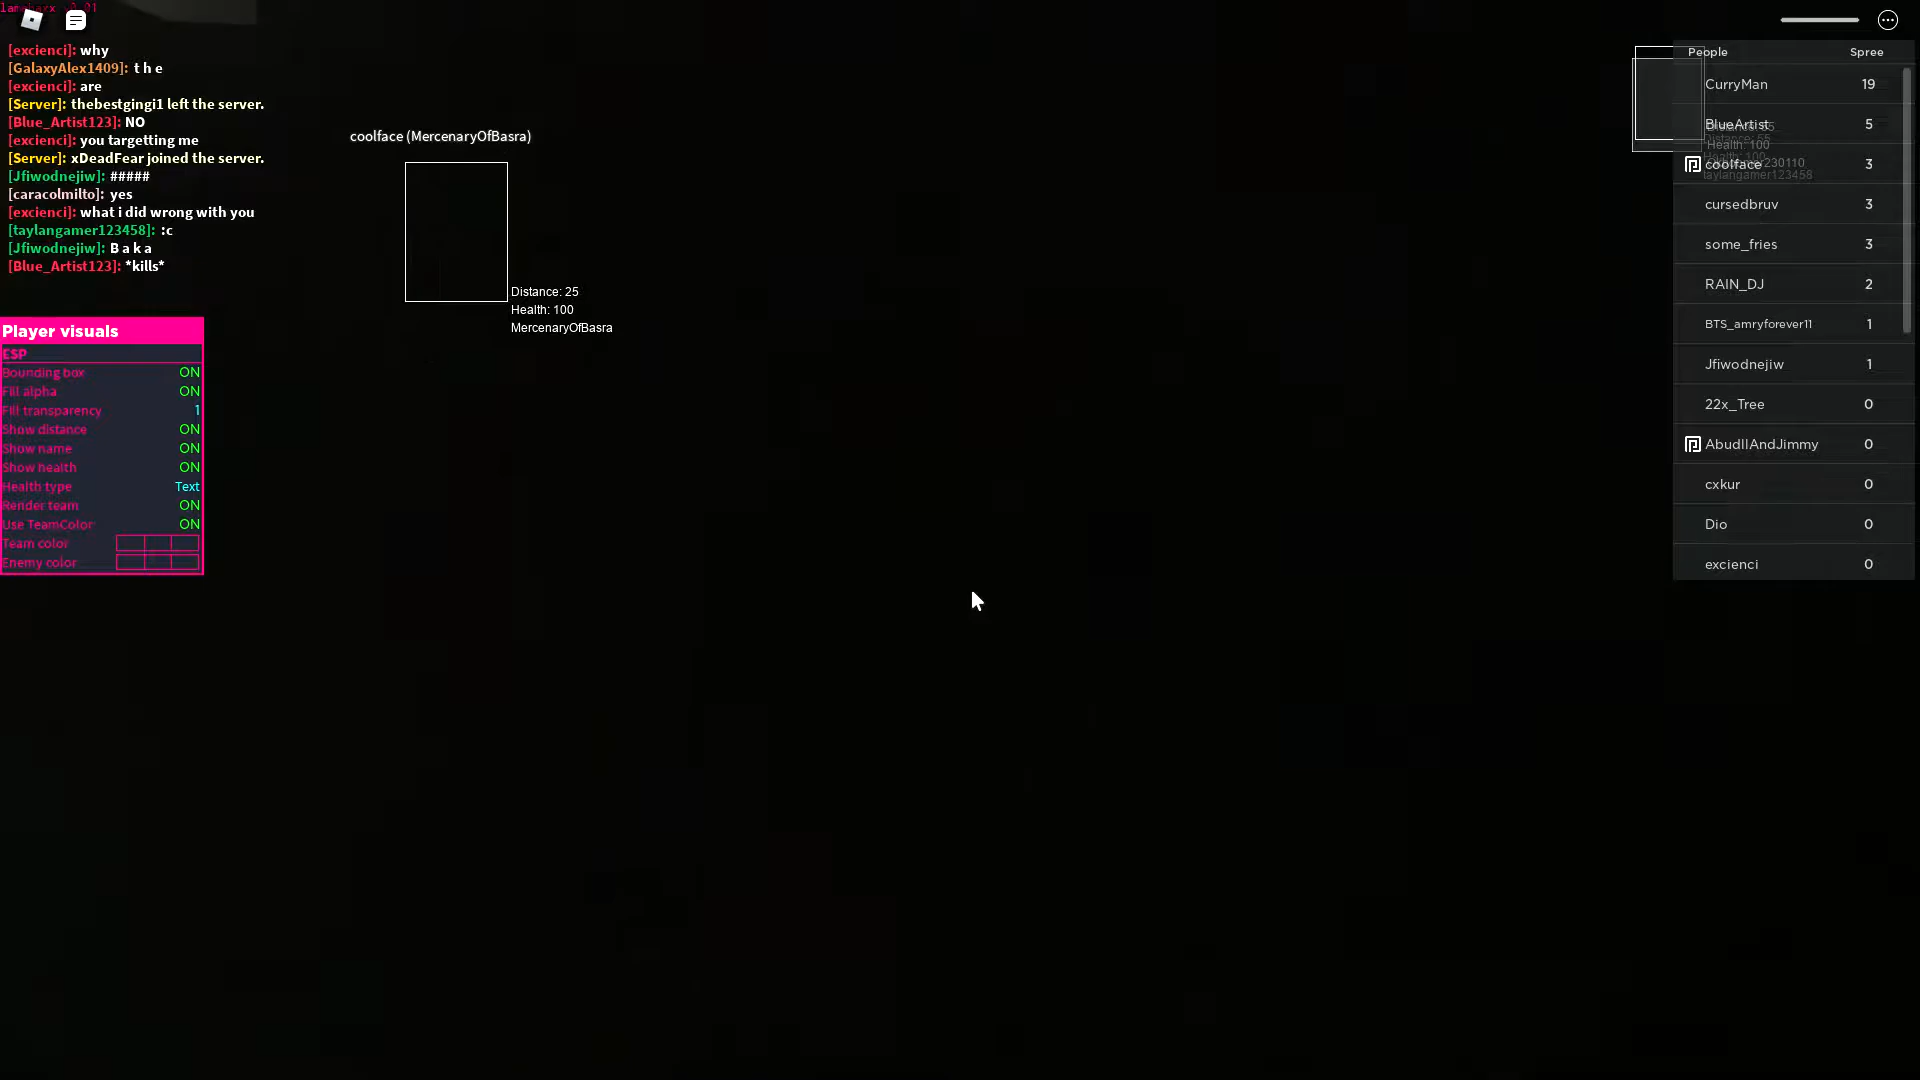 [excienci]: why
[GalaxyAlex1409]: t h e
[excienci]: are
[Server]: thebestgingi1 left the server.
[Blue_Artist123]: NO
[excienci]: you targetting me
[Server]: xDeadFear joined the server.
[Jfiwodnejiw]: #####
[caracolmilto]: yes
[excienci]: what i did wrong with you
[taylangamer123458]: :c
[Jfiwodnejiw]: B a k a
[Blue_Artist123]: *kills*
coolface (MercenaryOfBasra)
Distance: 25
Health: 100
MercenaryOfBasra
Player visuals
ESP
Bounding box ON
Fill alpha ON
Fill transparency 1
Show distance ON
Show name ON
Show health ON
Health type Text
Render team ON
Use TeamColor ON
Team color
Enemy color
People Spree
CurryMan 19
BlueArtist 5
Distance: 55
Health: 100
Health: 100
coolface 3
taylangamer123458
cursedbruv 3
some_fries 3
RAIN_DJ 2
BTS_amryforever11 1
Jfiwodnejiw 1
22x_Tree 0
AbudllAndJimmy 0
cxkur 0
Dio 0
excienci 0